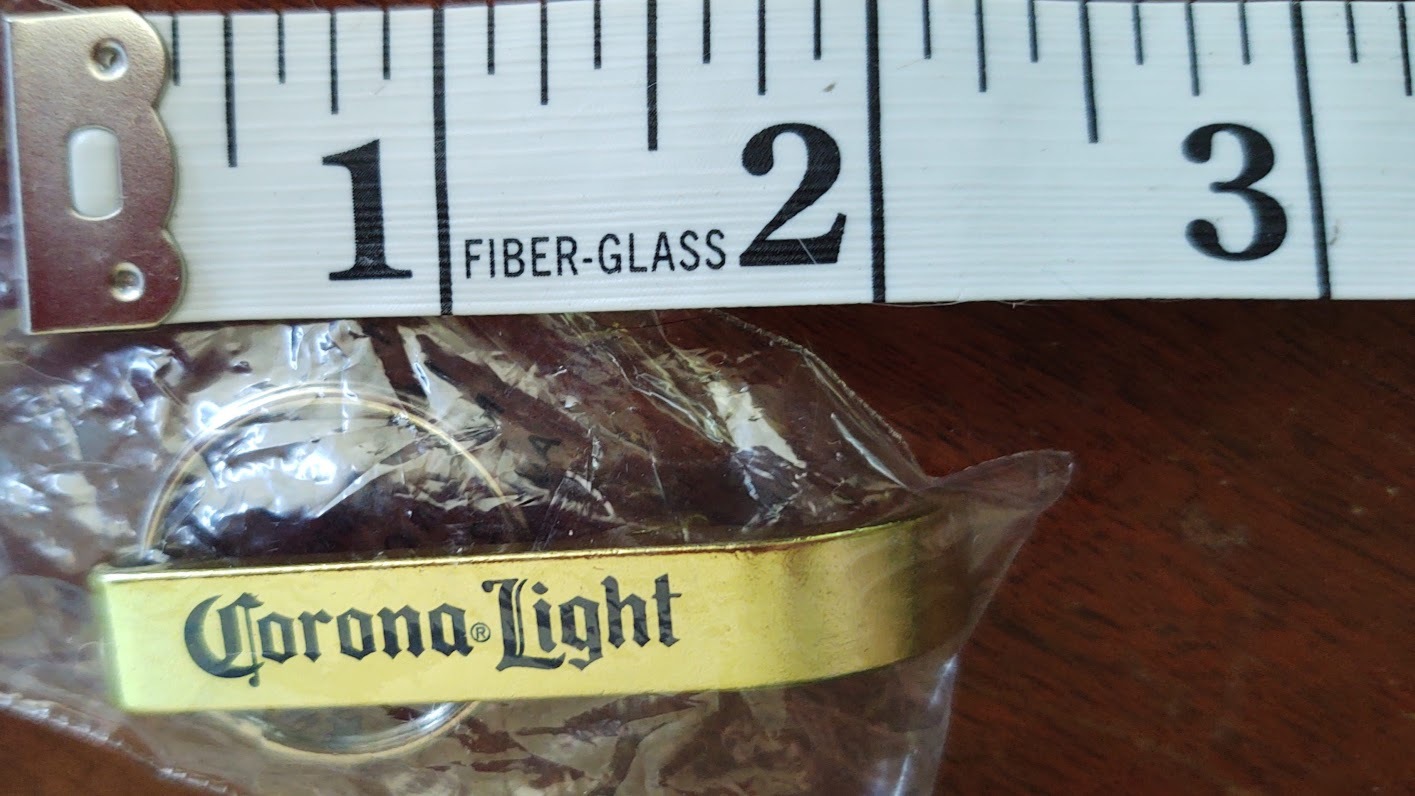 1 2 3
FIBER-GLASS
Corona® Light